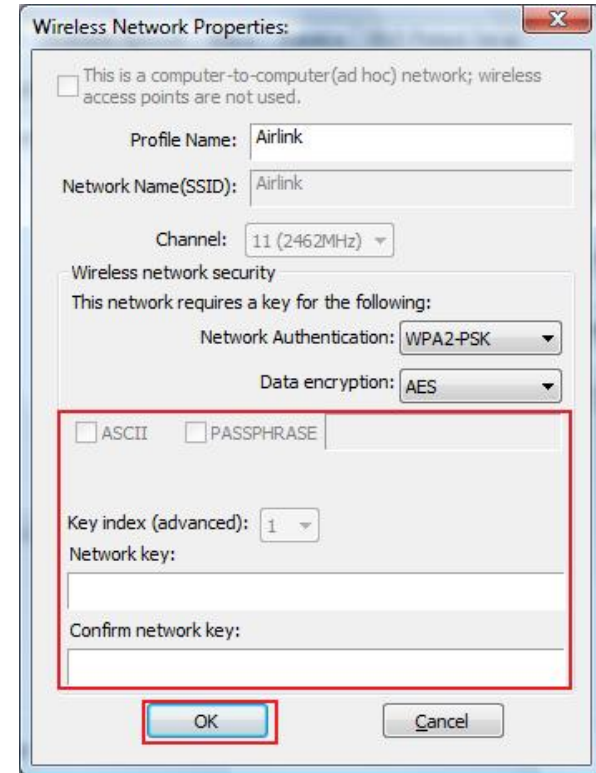 Wireless Network Properties:
This is a computer-to-computer(ad hoc) network; wireless
access points are not used.
Profile Name: Airlink
Network Name(SSID): Airlink
Channel: 11 (2462MHz)
Wireless network security
This network requires a key for the following:
Network Authentication: WPA2-PSK
Data encryption: AES
ASCII PASSPHRASE
Key index (advanced): 1
Network key:
Confirm network key:
OK Cancel